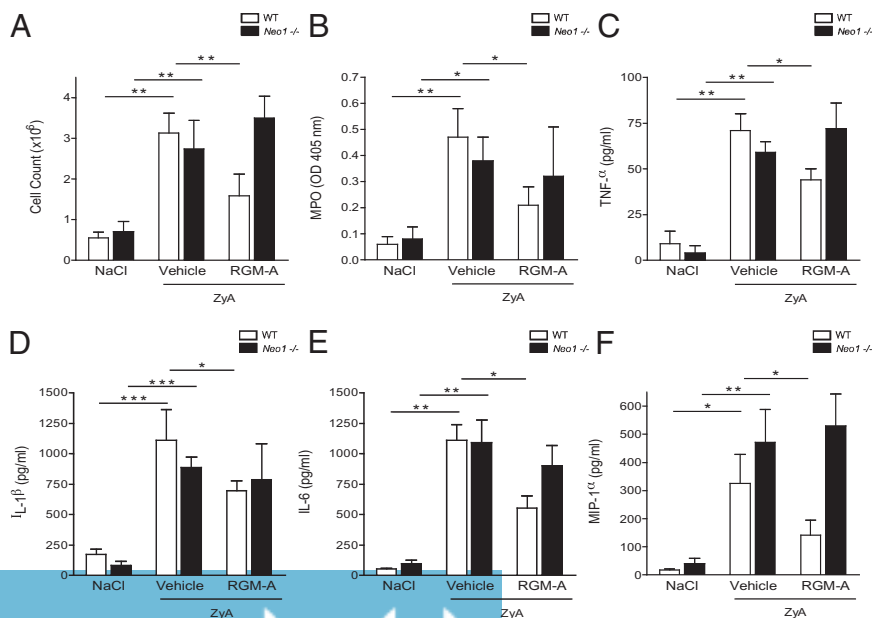 A
WT
Neo1 -/-
** 
**
**
Cell Count (x10⁶)
4
3
2
1
0
NaCl
Vehicle
RGM-A
ZyA
B
WT
Neo1 -/-
*
*
**
MPO (OD 405 nm)
0.7
0.6
0.5
0.4
0.3
0.2
0.1
0.0
NaCl
Vehicle
RGM-A
ZyA
C
WT
Neo1 -/-
*
**
**
TNF-α (pg/ml)
100
75
50
25
0
NaCl
Vehicle
RGM-A
ZyA
D
WT
Neo1 -/-
*
***
***
IL-1β (pg/ml)
1500
1250
1000
750
500
250
0
NaCl
Vehicle
RGM-A
ZyA
E
WT
Neo1 -/-
*
**
**
IL-6 (pg/ml)
1500
1250
1000
750
500
250
0
NaCl
Vehicle
RGM-A
ZyA
F
WT
Neo1 -/-
*
**
*
MIP-1α (pg/ml)
600
500
400
300
200
100
0
NaCl
Vehicle
RGM-A
ZyA